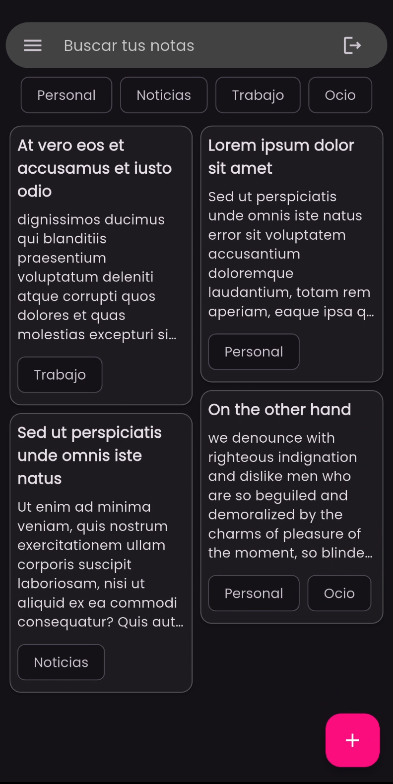 Buscar tus notas
Personal
Noticias
Trabajo
Ocio
At vero eos et
accusamus et iusto
odio
dignissimos ducimus
qui blanditiis
praesentium
voluptatum deleniti
atque corrupti quos
dolores et quas
molestias excepturi si...
Trabajo
Sed ut perspiciatis
unde omnis iste
natus
Ut enim ad minima
veniam, quis nostrum
exercitationem ullam
corporis suscipit
laboriosam, nisi ut
aliquid ex ea commodi
consequatur? Quis aut...
Noticias
Lorem ipsum dolor
sit amet
Sed ut perspiciatis
unde omnis iste natus
error sit voluptatem
accusantium
doloremque
laudantium, totam rem
aperiam, eaque ipsa q...
Personal
On the other hand
we denounce with
righteous indignation
and dislike men who
are so beguiled and
demoralized by the
charms of pleasure of
the moment, so blinde...
Personal
Ocio